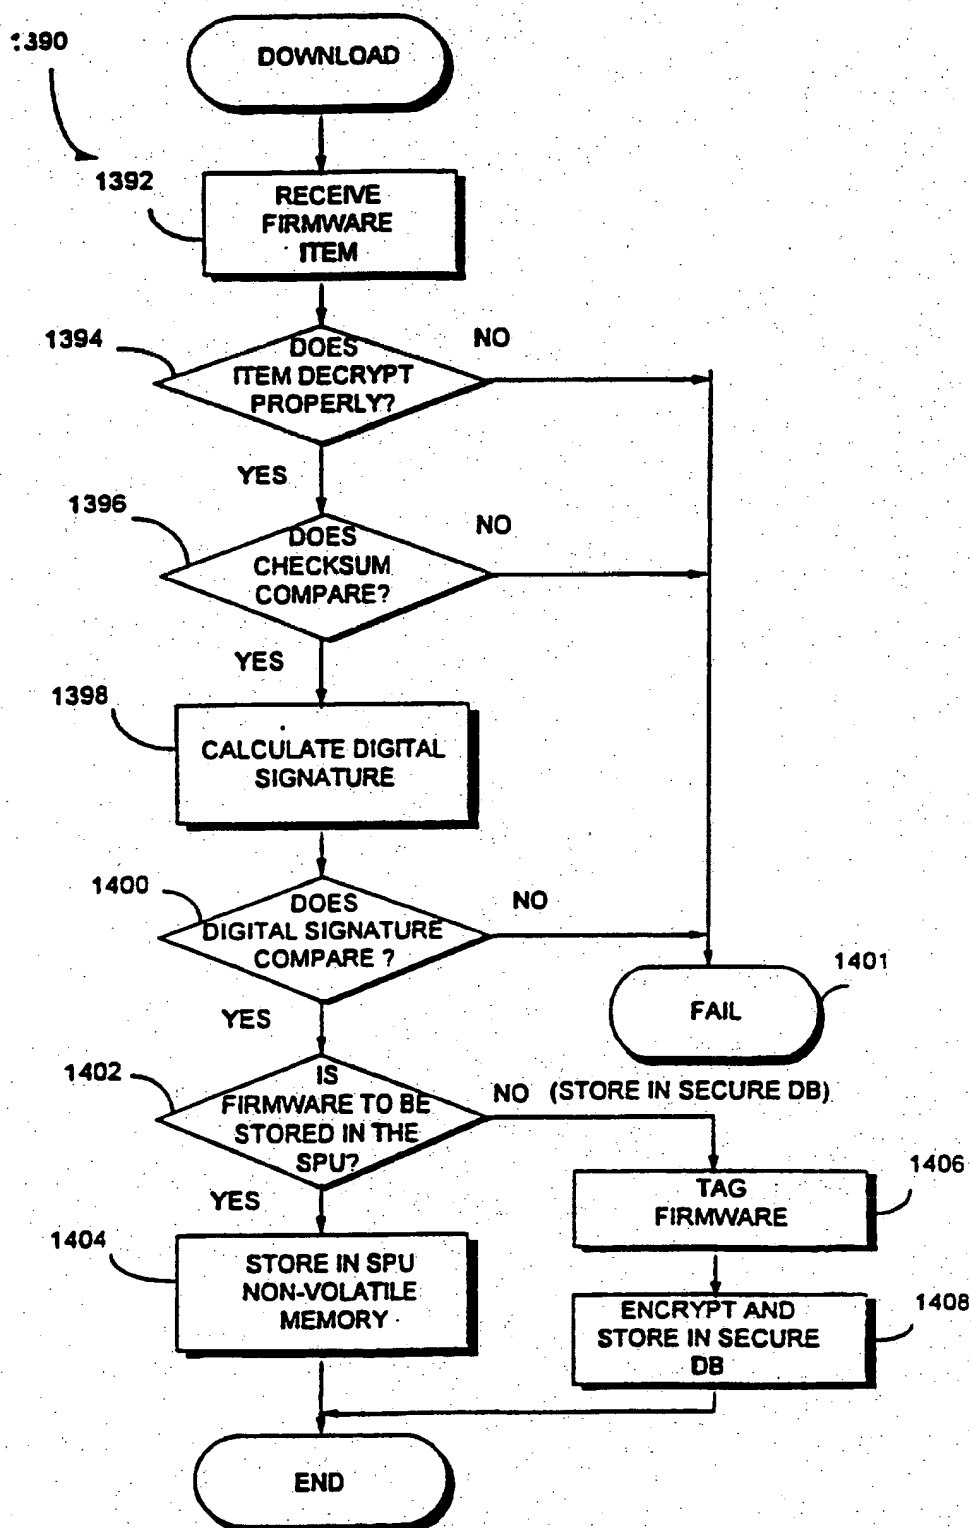 1390
DOWNLOAD
1392
RECEIVE
FIRMWARE
ITEM
1394
DOES
ITEM DECRYPT
PROPERLY?
NO
YES
1396
DOES
CHECKSUM
COMPARE?
NO
YES
1398
CALCULATE DIGITAL
SIGNATURE
1400
DOES
DIGITAL SIGNATURE
COMPARE ?
NO
1401
FAIL
YES
1402
IS
FIRMWARE TO BE
STORED IN THE
SPU?
NO (STORE IN SECURE DB)
1406
TAG
FIRMWARE
YES
1404
STORE IN SPU
NON-VOLATILE
MEMORY
1408
ENCRYPT AND
STORE IN SECURE
DB
END